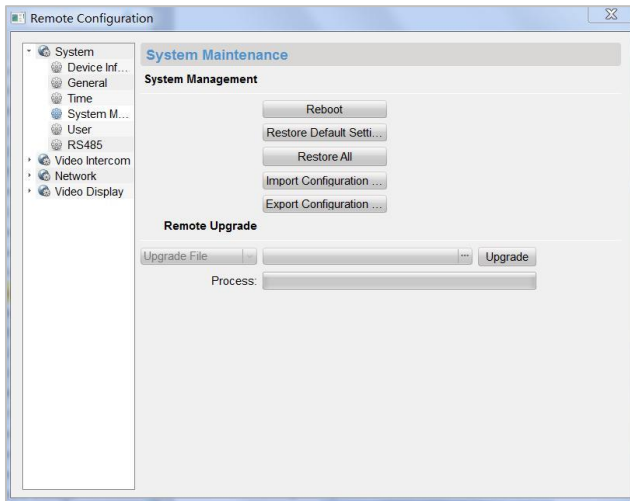 Remote Configuration
System
Device Inf...
General
Time
System M...
User
RS485
Video Intercom
Network
Video Display
System Maintenance
System Management
Reboot
Restore Default Setti...
Restore All
Import Configuration ...
Export Configuration ...
Remote Upgrade
Upgrade File
...
Upgrade
Process: